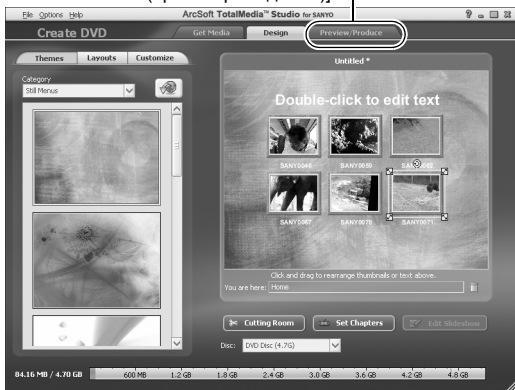 File Options Help ArcSoft TotalMedia™ Studio for SANYO
Create DVD Get Media Design Preview/Produce
Themes Layouts Customize
Category
Still Menus
Untitled *
Double-click to edit text
SANY0046 SANY0059 SANY0062
SANY0067 SANY0070 SANY0071
Click and drag to rearrange thumbnails or text above.
You are here: Home
Cutting Room Set Chapters Edit Slideshow
Disc: DVD Disc (4.7G)
84.16 MB / 4.70 GB 600 MB 1.2 GB 1.8 GB 2.4 GB 3.0 GB 3.6 GB 4.2 GB 4.8 GB